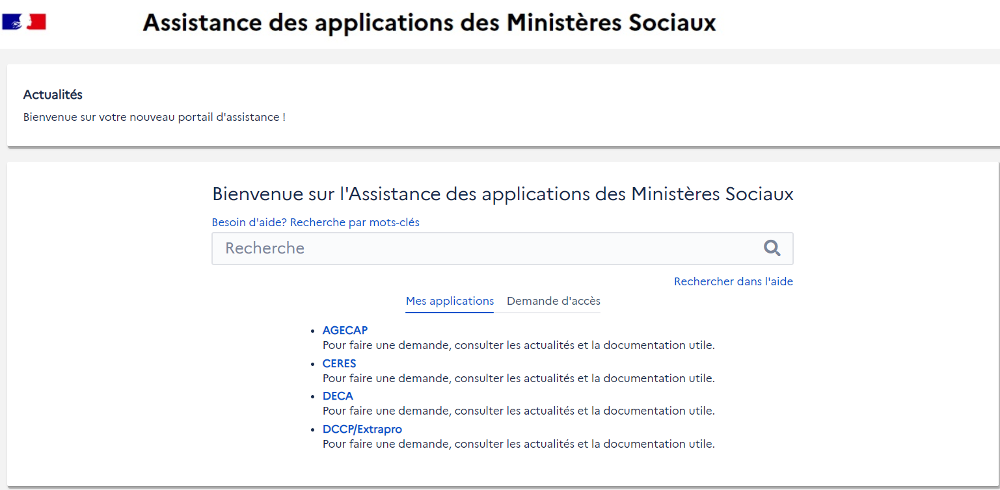 Assistance des applications des Ministères Sociaux
Actualités
Bienvenue sur votre nouveau portail d'assistance !
Bienvenue sur l'Assistance des applications des Ministères Sociaux
Besoin d'aide? Recherche par mots-clés
Recherche
Rechercher dans l'aide
Mes applications Demande d'accès
• AGECAP
Pour faire une demande, consulter les actualités et la documentation utile.
• CERES
Pour faire une demande, consulter les actualités et la documentation utile.
• DECA
Pour faire une demande, consulter les actualités et la documentation utile.
• DCCP/Extrapro
Pour faire une demande, consulter les actualités et la documentation utile.